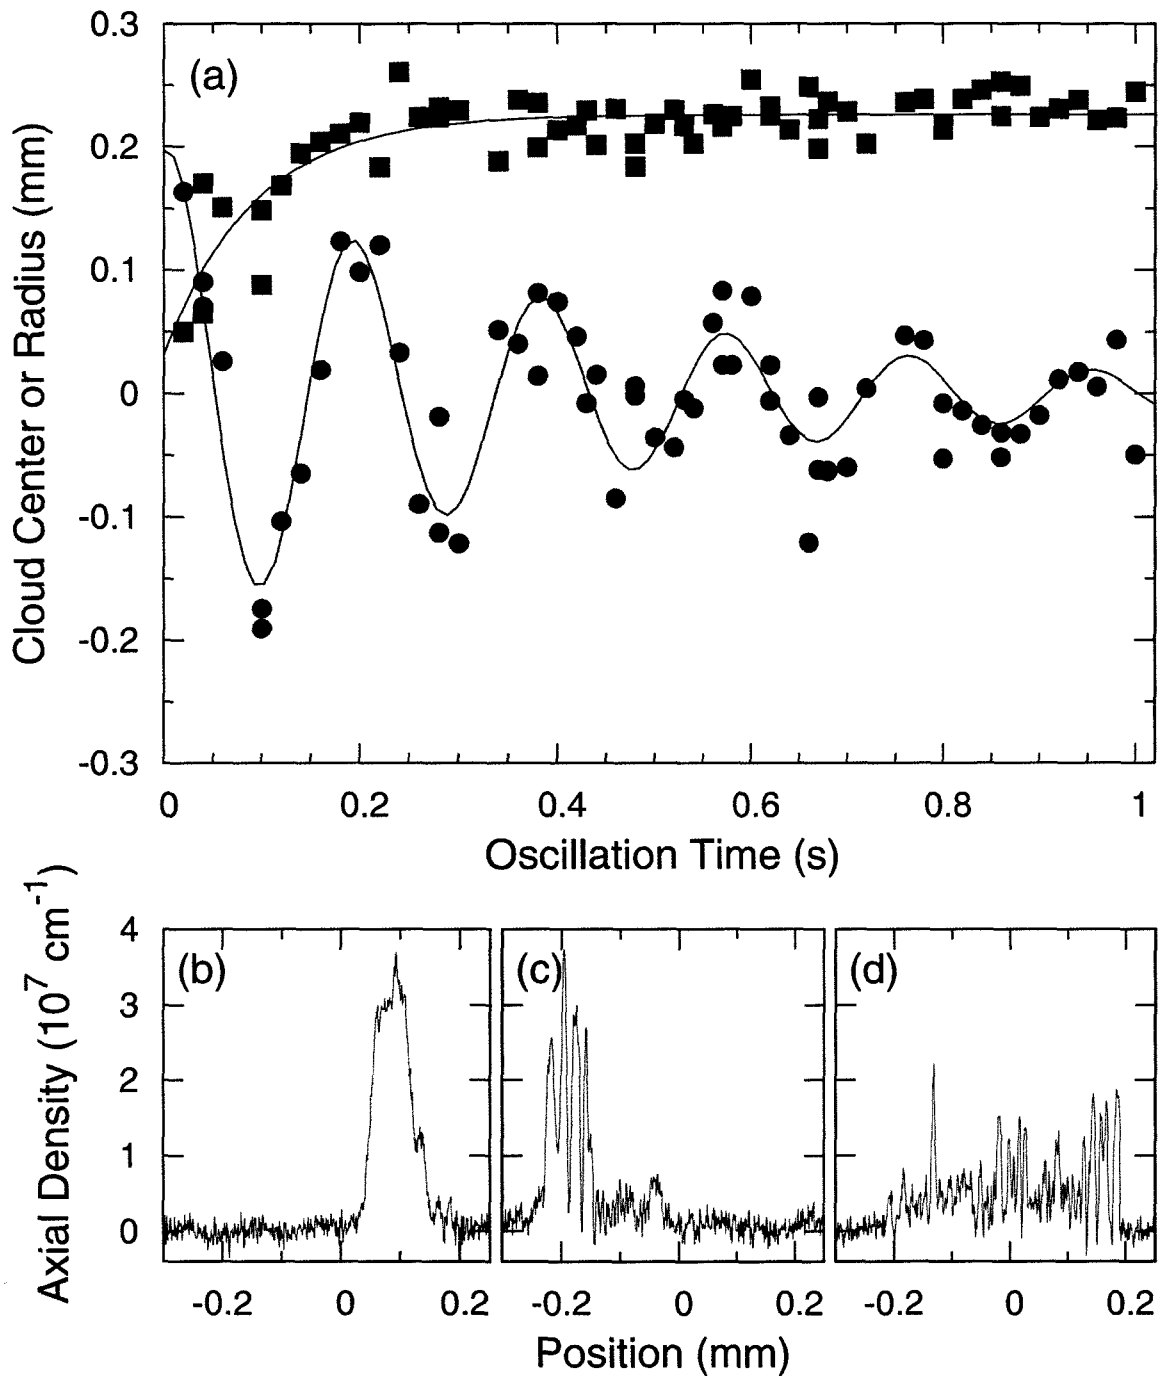 0.3
(a)
0.2
0.1
0
-0.1
-0.2
-0.3
Cloud Center or Radius (mm)
0 0.2 0.4 0.6 0.8 1
Oscillation Time (s)
4
3
2
1
0
Axial Density (10⁷ cm⁻¹)
(b) (c) (d)
-0.2 0 0.2 -0.2 0 0.2 -0.2 0 0.2
Position (mm)